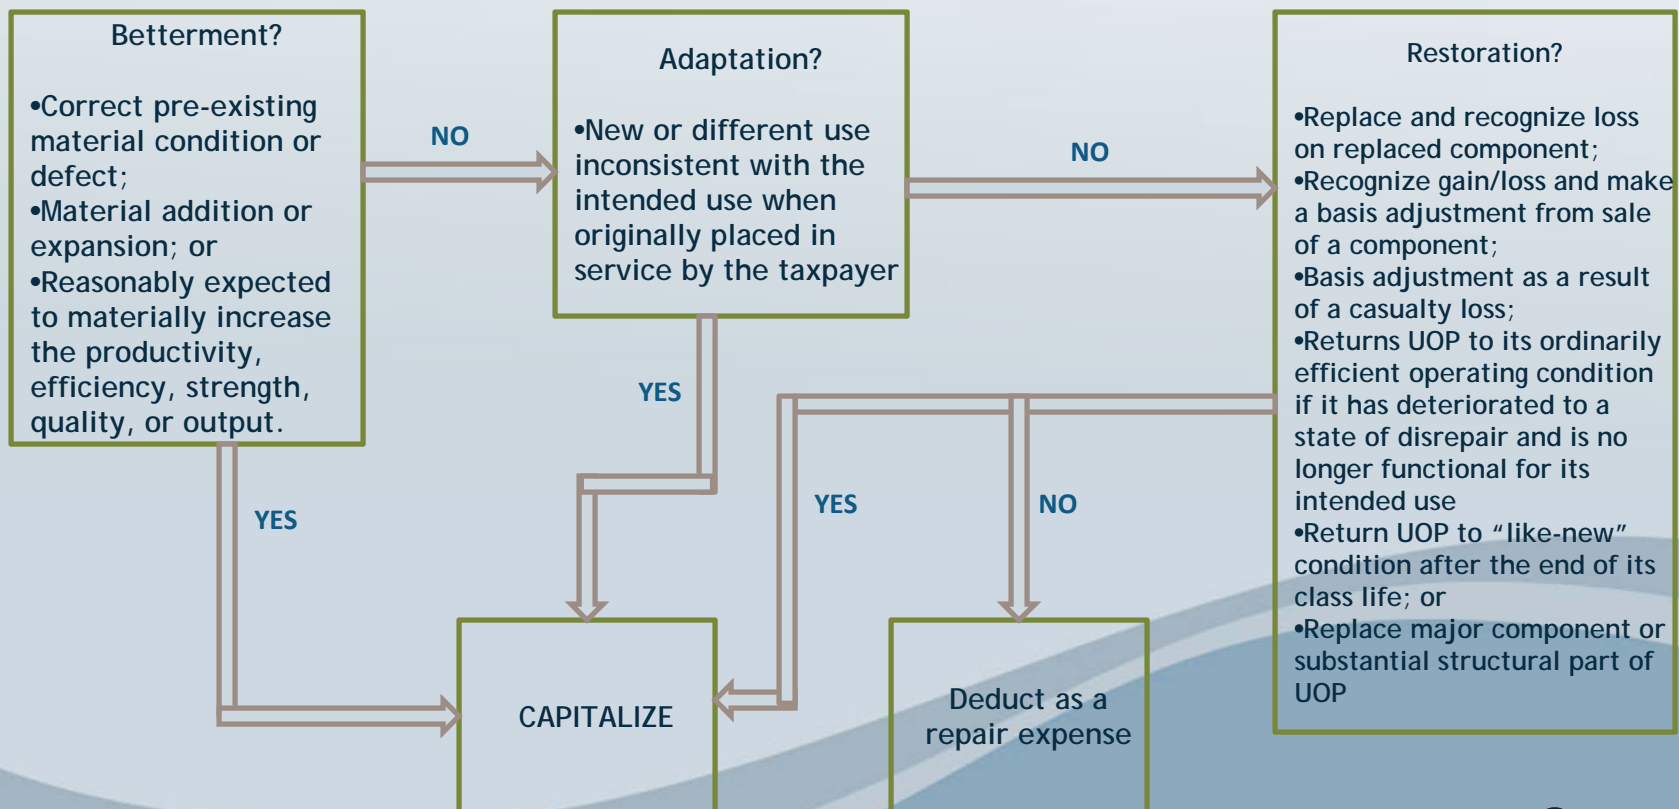 Betterment?
•Correct pre-existing
material condition or
defect;
•Material addition or
expansion; or
•Reasonably expected
to materially increase
the productivity,
efficiency, strength,
quality, or output.
NO
Adaptation?
•New or different use
inconsistent with the
intended use when
originally placed in
service by the taxpayer
NO
Restoration?
•Replace and recognize loss
on replaced component;
•Recognize gain/loss and make
a basis adjustment from sale
of a component;
•Basis adjustment as a result
of a casualty loss;
•Returns UOP to its ordinarily
efficient operating condition
if it has deteriorated to a
state of disrepair and is no
longer functional for its
intended use
•Return UOP to “like-new”
condition after the end of its
class life; or
•Replace major component or
substantial structural part of
UOP
YES
YES
YES
NO
CAPITALIZE
Deduct as a
repair expense